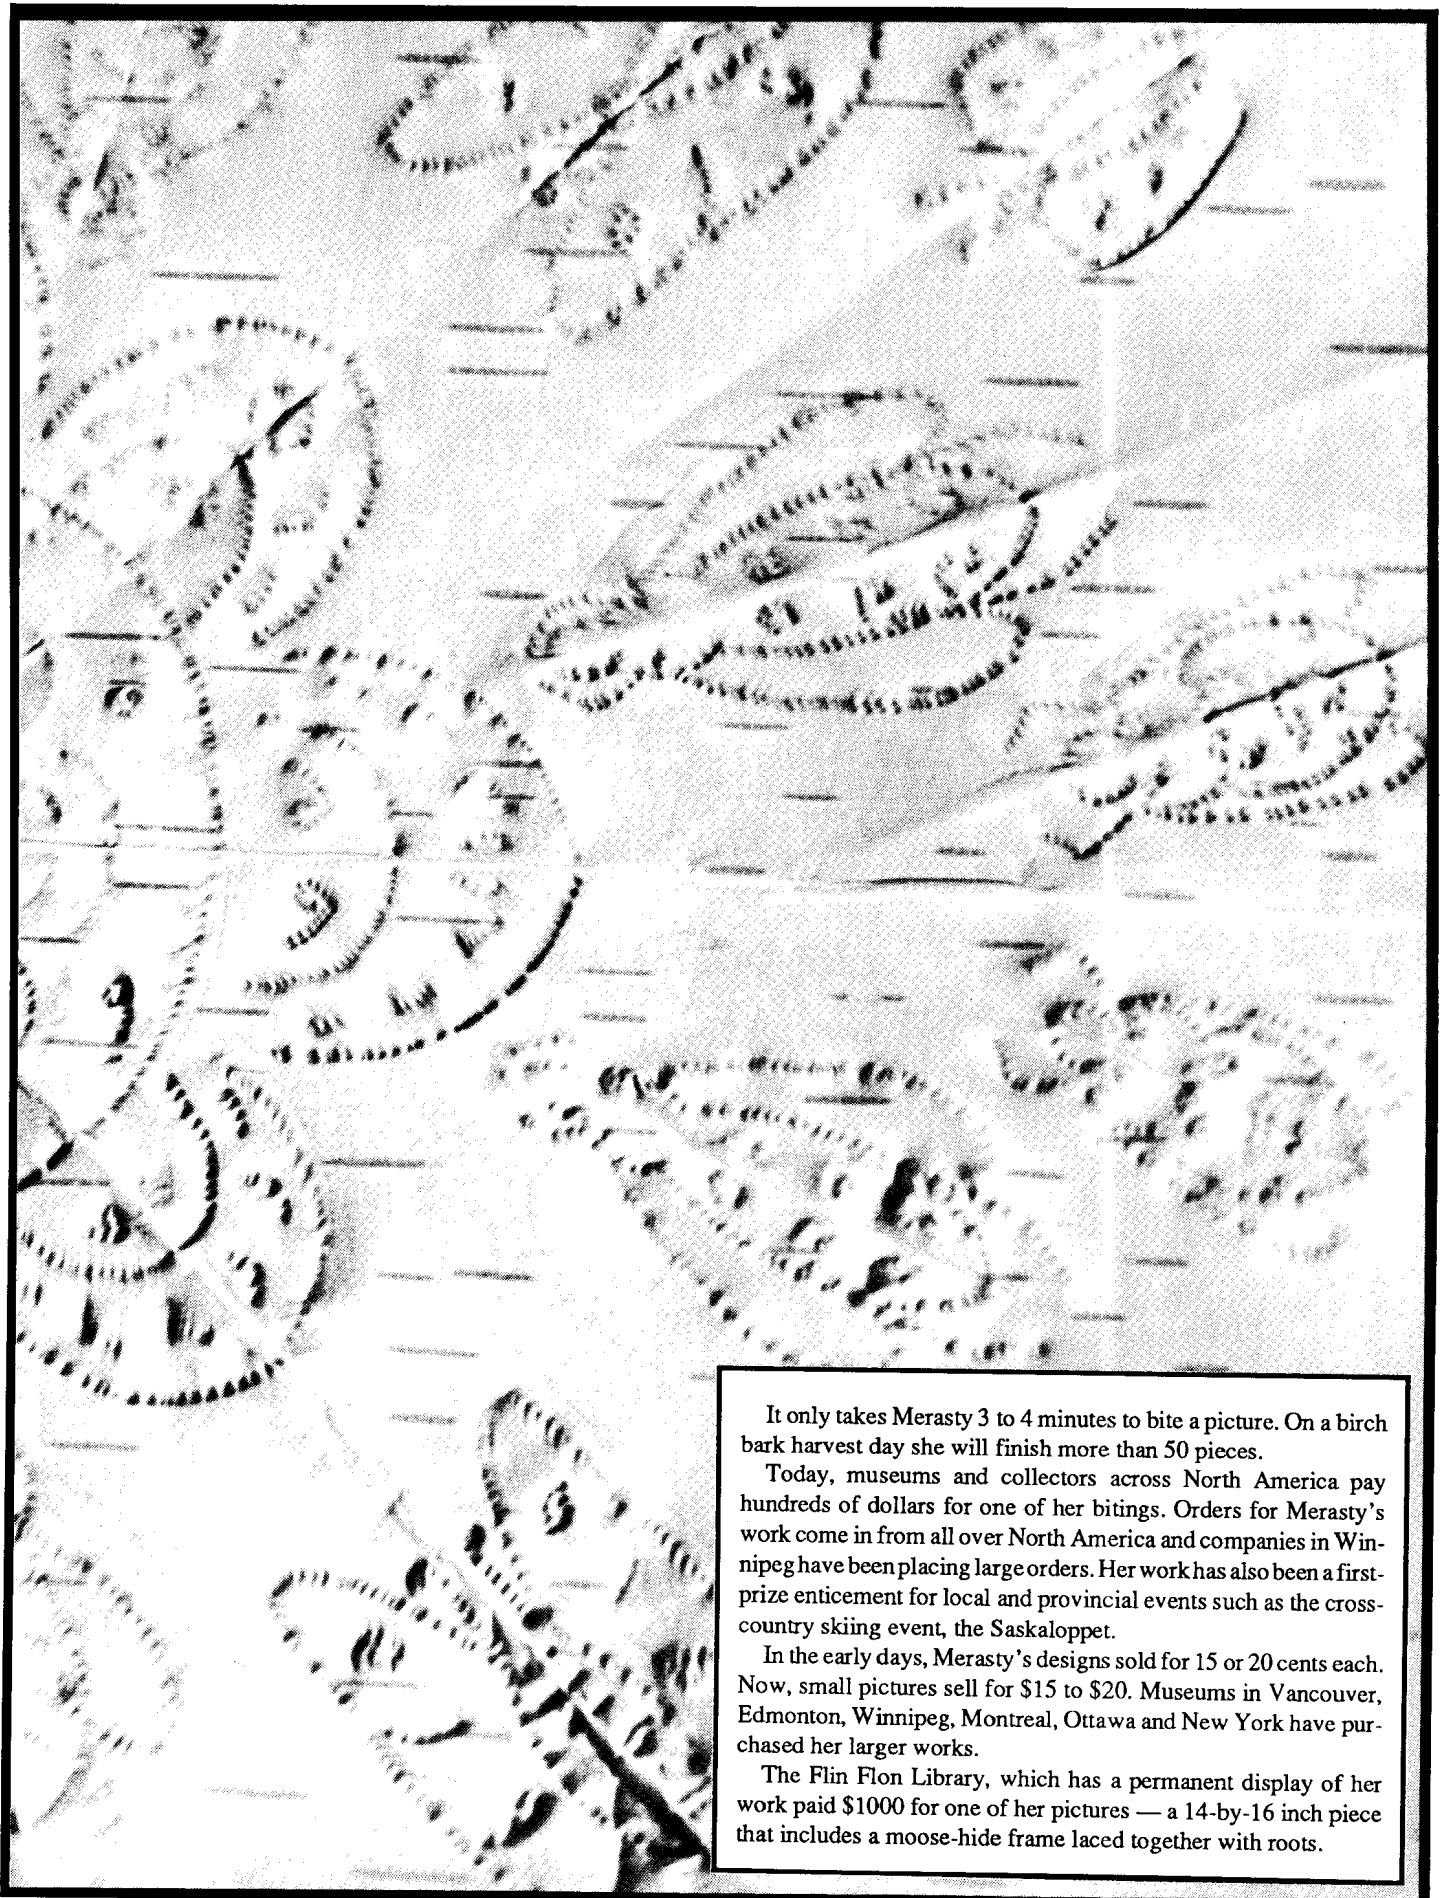 It only takes Merasty 3 to 4 minutes to bite a picture. On a birch
bark harvest day she will finish more than 50 pieces.
Today, museums and collectors across North America pay
hundreds of dollars for one of her bitings. Orders for Merasty's
work come in from all over North America and companies in Win-
nipeg have been placing large orders. Her work has also been a first-
prize enticement for local and provincial events such as the cross-
country skiing event, the Saskaloppet.
In the early days, Merasty's designs sold for 15 or 20 cents each.
Now, small pictures sell for $15 to $20. Museums in Vancouver,
Edmonton, Winnipeg, Montreal, Ottawa and New York have pur-
chased her larger works.
The Flin Flon Library, which has a permanent display of her
work paid $1000 for one of her pictures — a 14-by-16 inch piece
that includes a moose-hide frame laced together with roots.